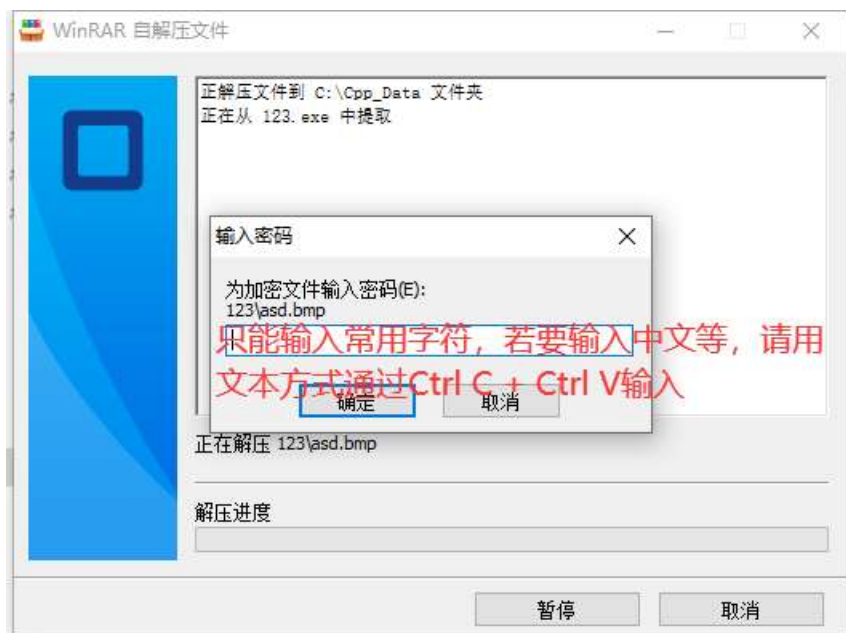 WinRAR 自解压文件
正解压文件到 C:\Cpp_Data 文件夹
正在从 123.exe 中提取
输入密码
为加密文件输入密码(E):
123\asd.bmp
只能输入常用字符，若要输入中文等，请用
文本方式通过Ctrl C + Ctrl V输入
确定
取消
正在解压 123\asd.bmp
解压进度
暂停
取消